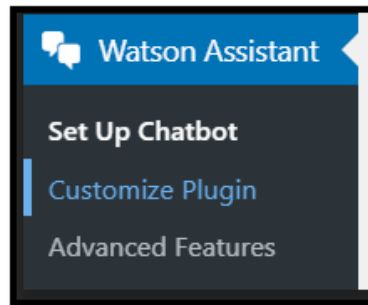 Watson Assistant
Set Up Chatbot
Customize Plugin
Advanced Features